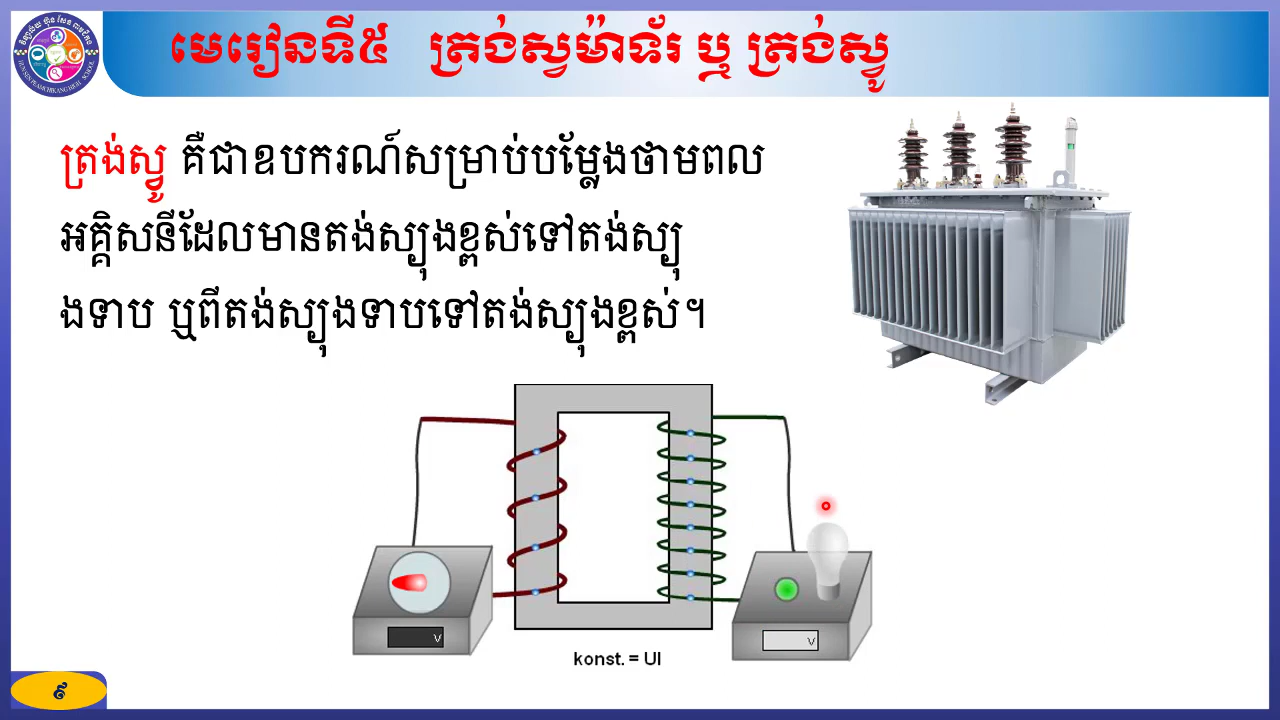 មេរៀនទី៥ ត្រង់ស្វម៉ាទ័រ ឬ ត្រង់ស្វូ
ត្រង់ស្វូ គឺជាឧបករណ៍សម្រាប់បម្លែងថាមពល
អគ្គិសនីដែលមានតង់ស្យុងខ្ពស់ទៅតង់ស្យុ
ងទាប ឬពីតង់ស្យុងទាបទៅតង់ស្យុងខ្ពស់។
V
V
konst. = UI
៩